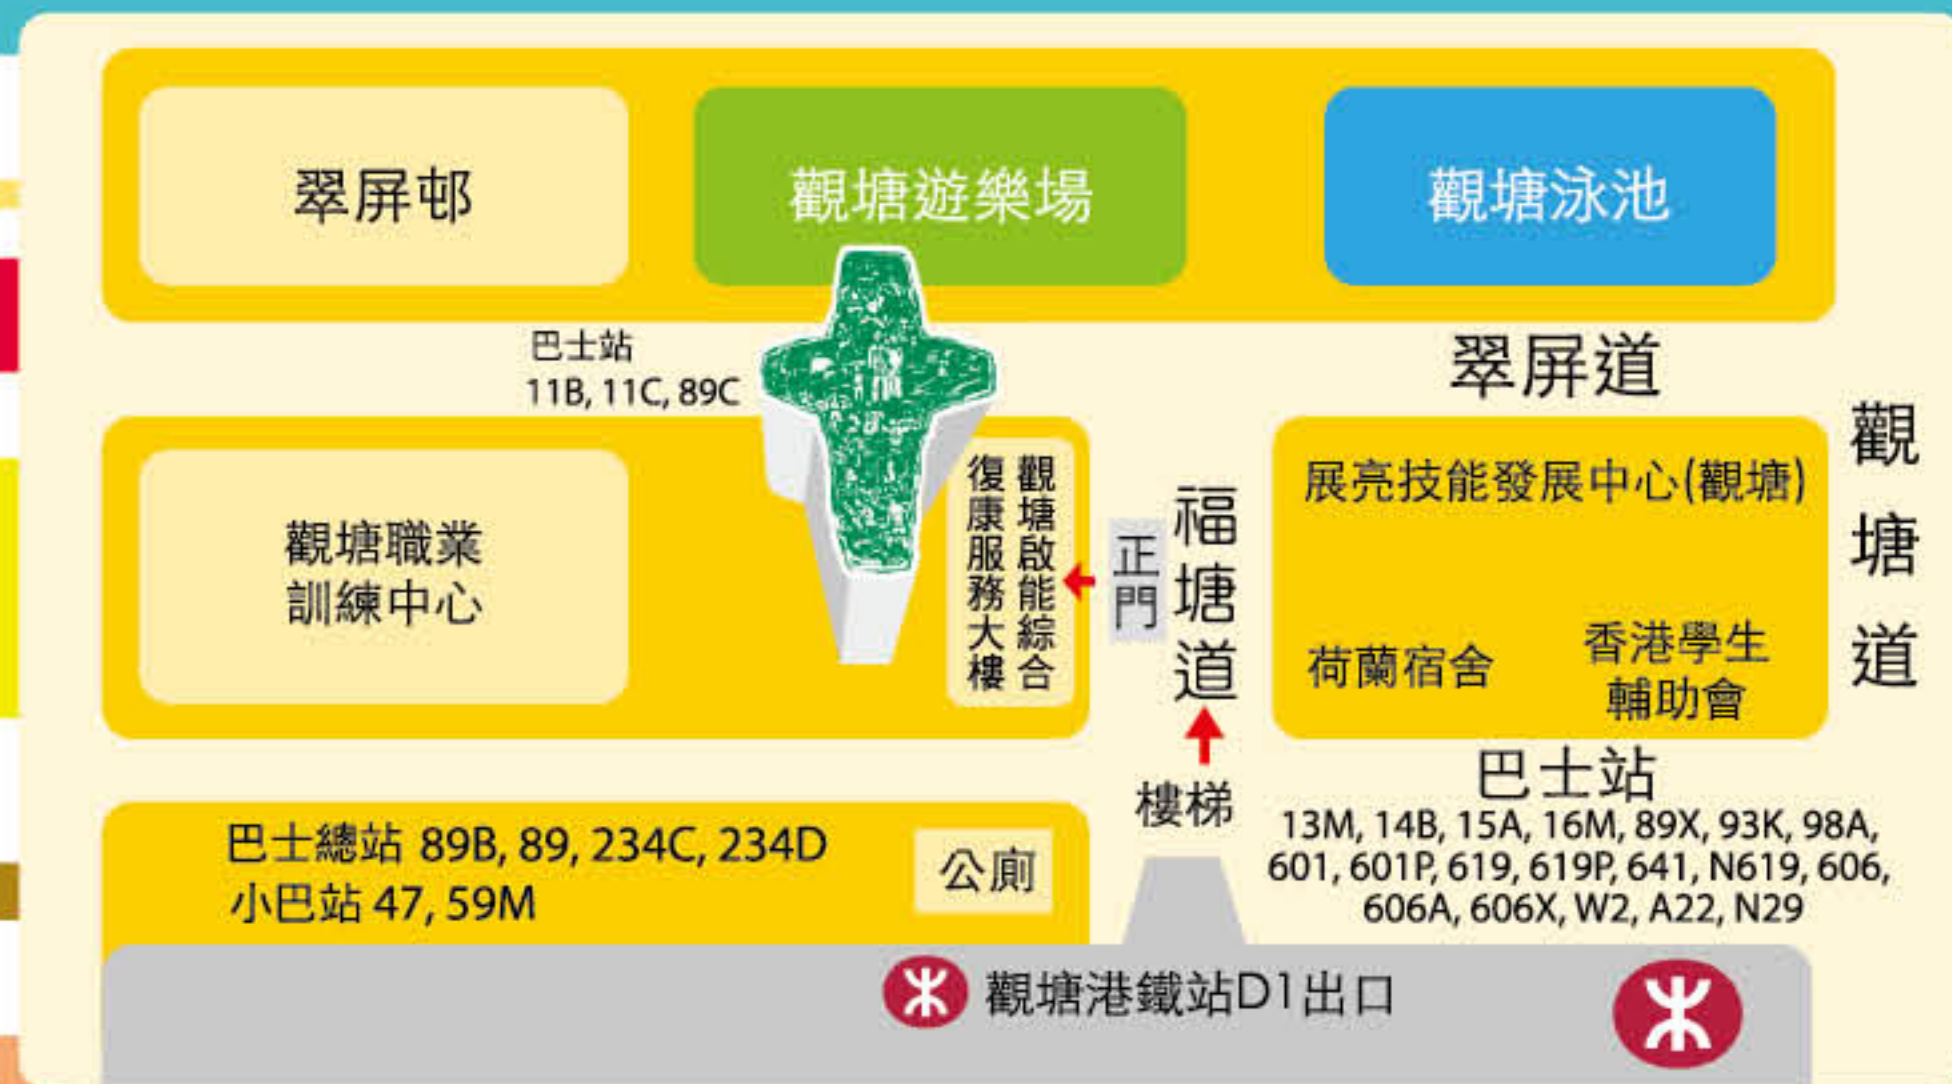 翠屏邨
觀塘遊樂場
觀塘泳池
巴士站
11B, 11C, 89C
翠屏道
觀塘道
觀塘職業
訓練中心
觀塘啟能綜合
復康服務大樓
正門
福塘道
展亮技能發展中心(觀塘)
荷蘭宿舍
香港學生
輔助會
樓梯
巴士站
13M, 14B, 15A, 16M, 89X, 93K, 98A,
601, 601P, 619, 619P, 641, N619, 606,
606A, 606X, W2, A22, N29
巴士總站 89B, 89, 234C, 234D
小巴站 47, 59M
公廁
觀塘港鐵站D1出口